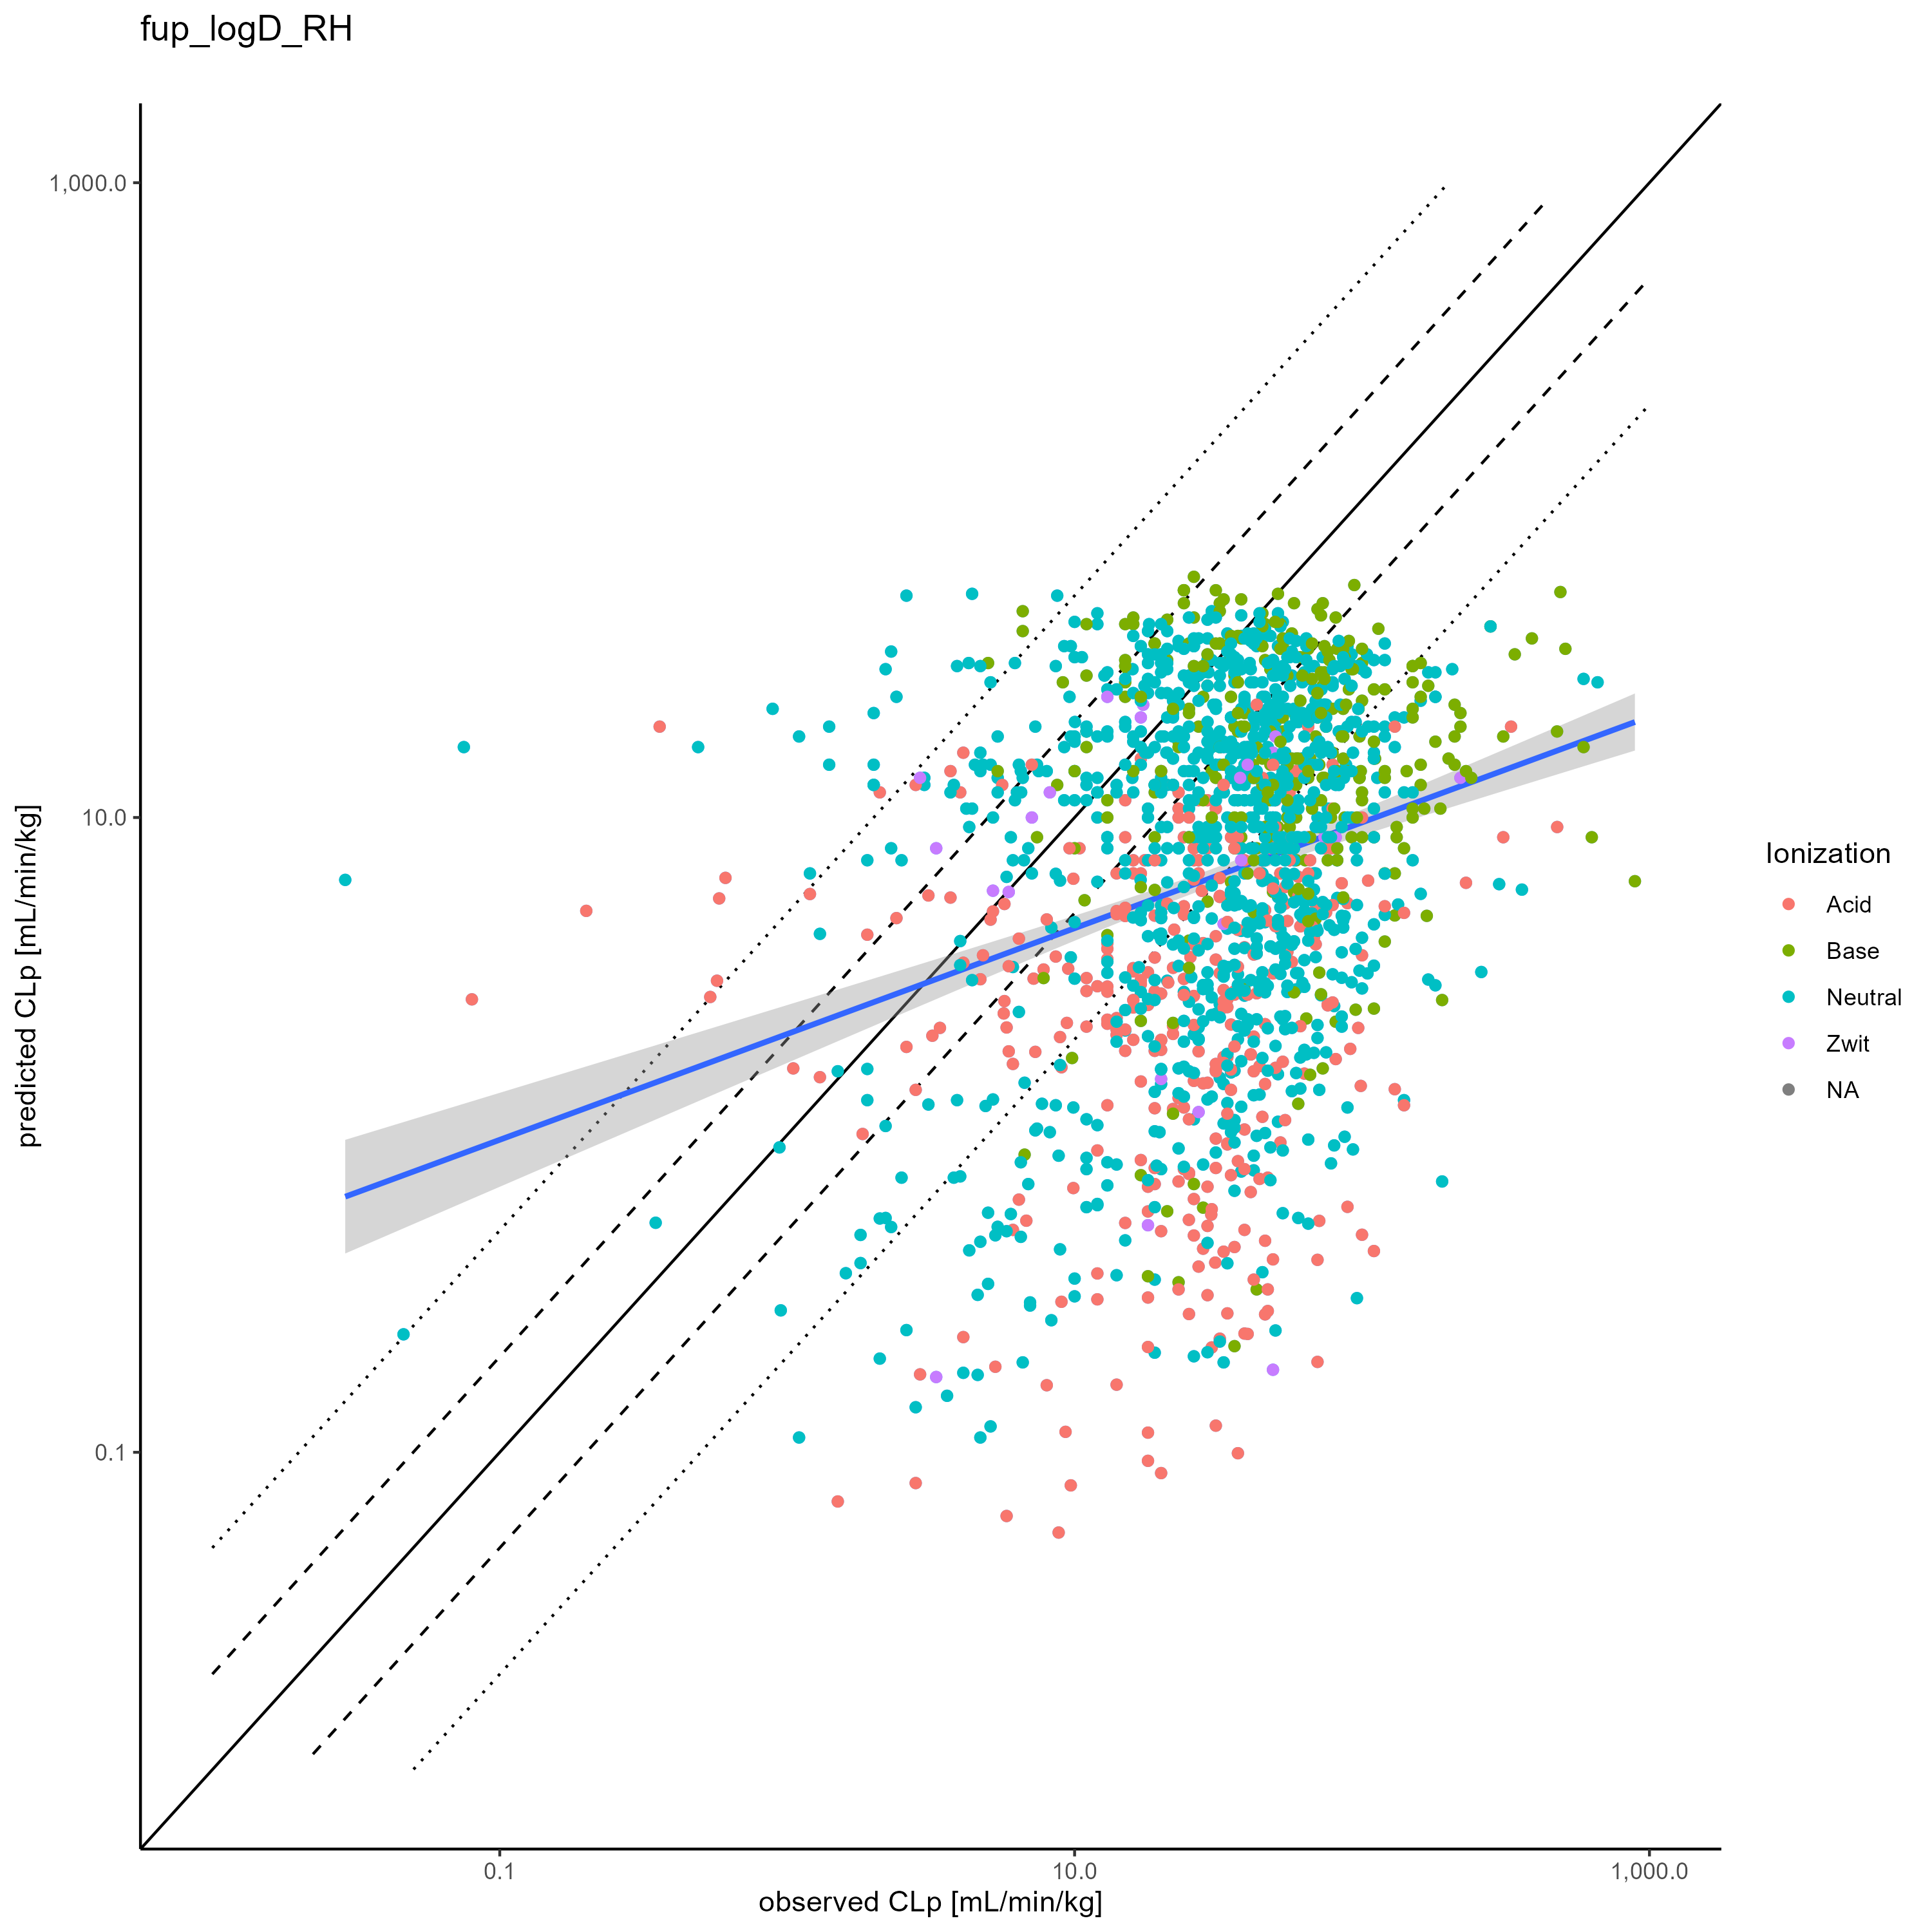 fup_logD_RH
1,000.0
10.0
0.1
predicted CLp [mL/min/kg]
0.1
10.0
1,000.0
observed CLp [mL/min/kg]
Ionization
Acid
Base
Neutral
Zwit
NA